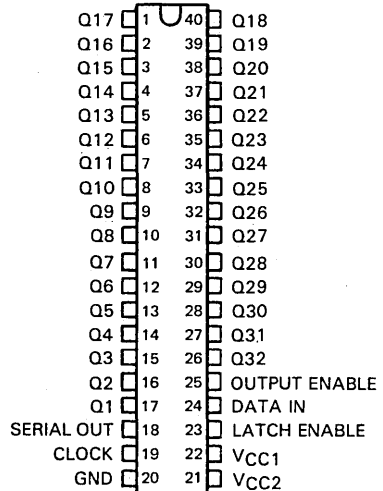 Q17 1 40 Q18
Q16 2 39 Q19
Q15 3 38 Q20
Q14 4 37 Q21
Q13 5 36 Q22
Q12 6 35 Q23
Q11 7 34 Q24
Q10 8 33 Q25
Q9 9 32 Q26
Q8 10 31 Q27
Q7 11 30 Q28
Q6 12 29 Q29
Q5 13 28 Q30
Q4 14 27 Q31
Q3 15 26 Q32
Q2 16 25 OUTPUT ENABLE
Q1 17 24 DATA IN
SERIAL OUT 18 23 LATCH ENABLE
CLOCK 19 22 VCC1
GND 20 21 VCC2